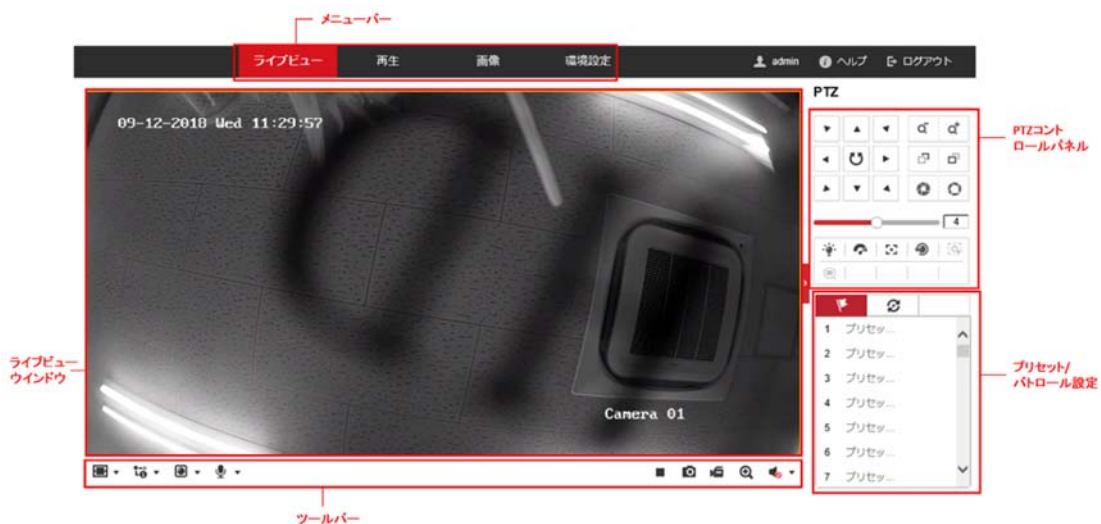 メニューバー
ライブビュー 再生 画像 環境設定 admin ヘルプ ログアウト
PTZ
09-12-2018 Wed 11:29:57
PTZコント
ロールパネル
4
1 プリセッ...
2 プリセッ...
3 プリセッ...
4 プリセッ...
5 プリセッ...
6 プリセッ...
7 プリセッ...
ライブビュー
ウインドウ
プリセット/
パトロール設定
Camera 01
ツールバー